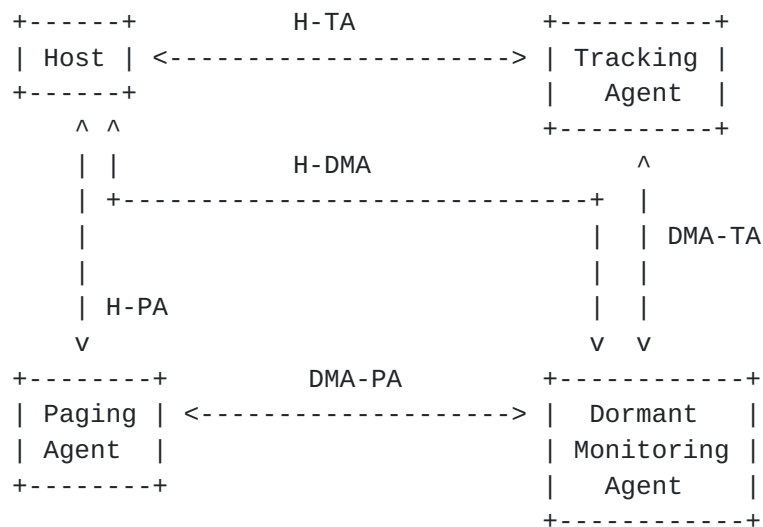 +------+            H-TA            +----------+
| Host | <----------------------> | Tracking |
+------+                          |   Agent  |
    ^ ^                           +----------+
    | |           H-DMA                 ^
    | +------------------------------+  |
    |                                |  | DMA-TA
    |                                |  |
    | H-PA                           |  |
    v                                v  v
+--------+         DMA-PA         +------------+
| Paging | <--------------------> |   Dormant  |
| Agent  |                        | Monitoring |
+--------+                        |    Agent   |
                                  +------------+